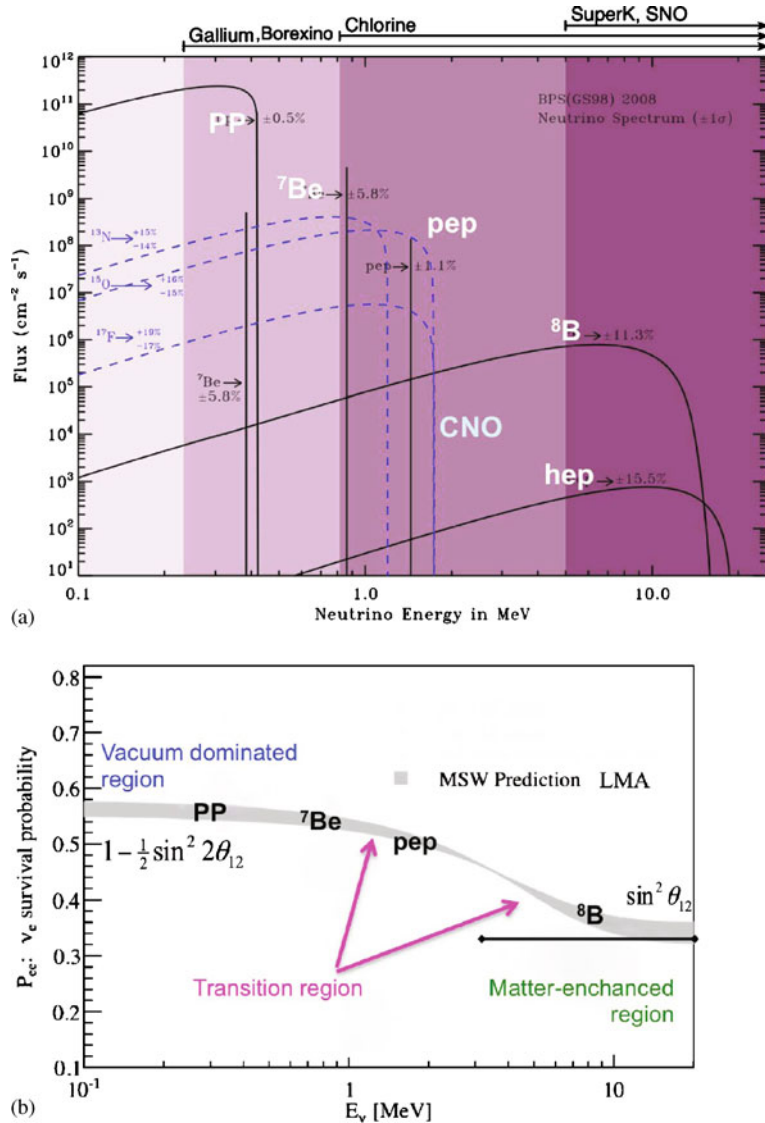 SuperK, SNO
Gallium, Borexino Chlorine
10¹²
10¹¹
10¹⁰
10⁹
10⁸
10⁷
10⁶
10⁵
10⁴
10³
10²
10¹
Flux (cm⁻² s⁻¹)
BPS(GS98) 2008
Neutrino Spectrum (±1σ)
PP →±0.5%
⁷Be →±5.8%
pep
pep→±1.1%
¹³N→ +15% −14%
¹⁵O→ +16% −15%
¹⁷F→ +19% −17%
⁷Be→
±5.8%
⁸B →±11.3%
CNO
hep →±15.5%
0.1 1.0 10.0
Neutrino Energy in MeV
(a)
0.8
0.7
0.6
0.5
0.4
0.3
0.2
0.1
P_ee: ν_e survival probability
Vacuum dominated
region
MSW Prediction LMA
PP ⁷Be pep
1−½ sin² 2θ₁₂
⁸B
sin² θ₁₂
Transition region
Matter-enchanced
region
10⁻¹ 1 10
E_ν [MeV]
(b)